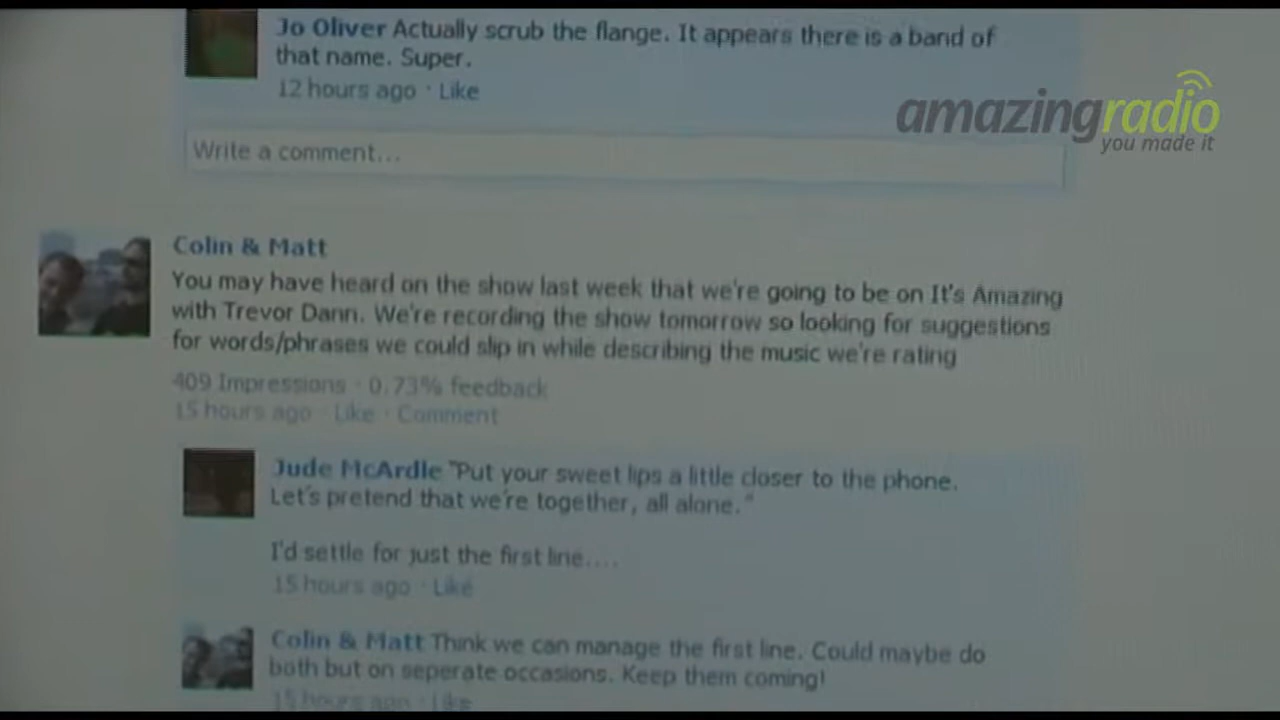 Jo Oliver Actually scrub the flange. It appears there is a band of
that name. Super.
12 hours ago · Like
amazingradio
you made it
Write a comment...
Colin & Matt
You may have heard on the show last week that we're going to be on It's Amazing
with Trevor Dann. We're recording the show tomorrow so looking for suggestions
for words/phrases we could slip in while describing the music we're rating
409 Impressions · 0.73% feedback
15 hours ago · Like · Comment
Jude McArdle "Put your sweet lips a little closer to the phone.
Let's pretend that we're together, all alone."
I'd settle for just the first line....
15 hours ago · Like
Colin & Matt Think we can manage the first line. Could maybe do
both but on seperate occasions. Keep them coming!
15 hours ago · Like